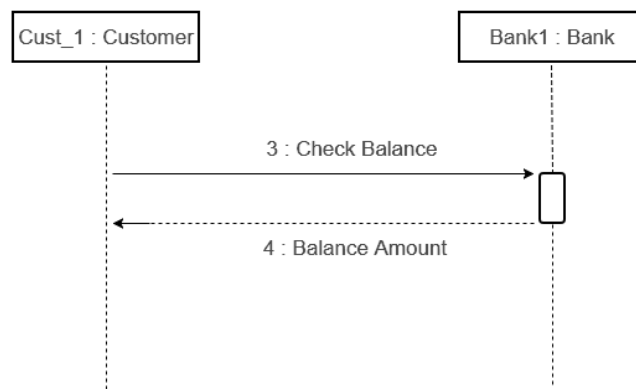 Cust_1 : Customer
Bank1 : Bank
3 : Check Balance
4 : Balance Amount